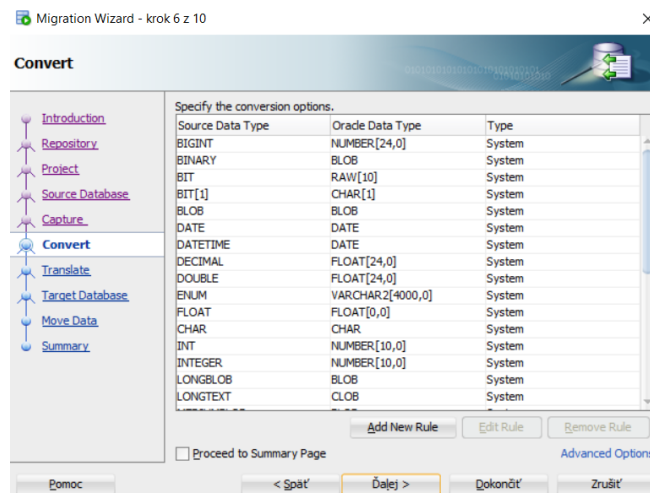 Migration Wizard - krok 6 z 10
Convert
Introduction
Repository
Project
Source Database
Capture
Convert
Translate
Target Database
Move Data
Summary
Specify the conversion options.
Source Data Type Oracle Data Type Type
BIGINT NUMBER[24,0] System
BINARY BLOB System
BIT RAW[10] System
BIT[1] CHAR[1] System
BLOB BLOB System
DATE DATE System
DATETIME DATE System
DECIMAL FLOAT[24,0] System
DOUBLE FLOAT[24,0] System
ENUM VARCHAR2[4000,0] System
FLOAT FLOAT[0,0] System
CHAR CHAR System
INT NUMBER[10,0] System
INTEGER NUMBER[10,0] System
LONGBLOB BLOB System
LONGTEXT CLOB System
Add New Rule Edit Rule Remove Rule
Proceed to Summary Page Advanced Options
Pomoc < Späť Ďalej > Dokončiť Zrušiť